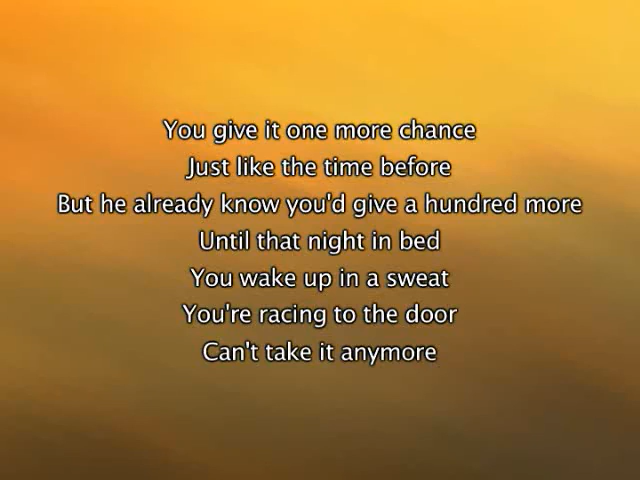 You give it one more chance
Just like the time before
But he already know you'd give a hundred more
Until that night in bed
You wake up in a sweat
You're racing to the door
Can't take it anymore